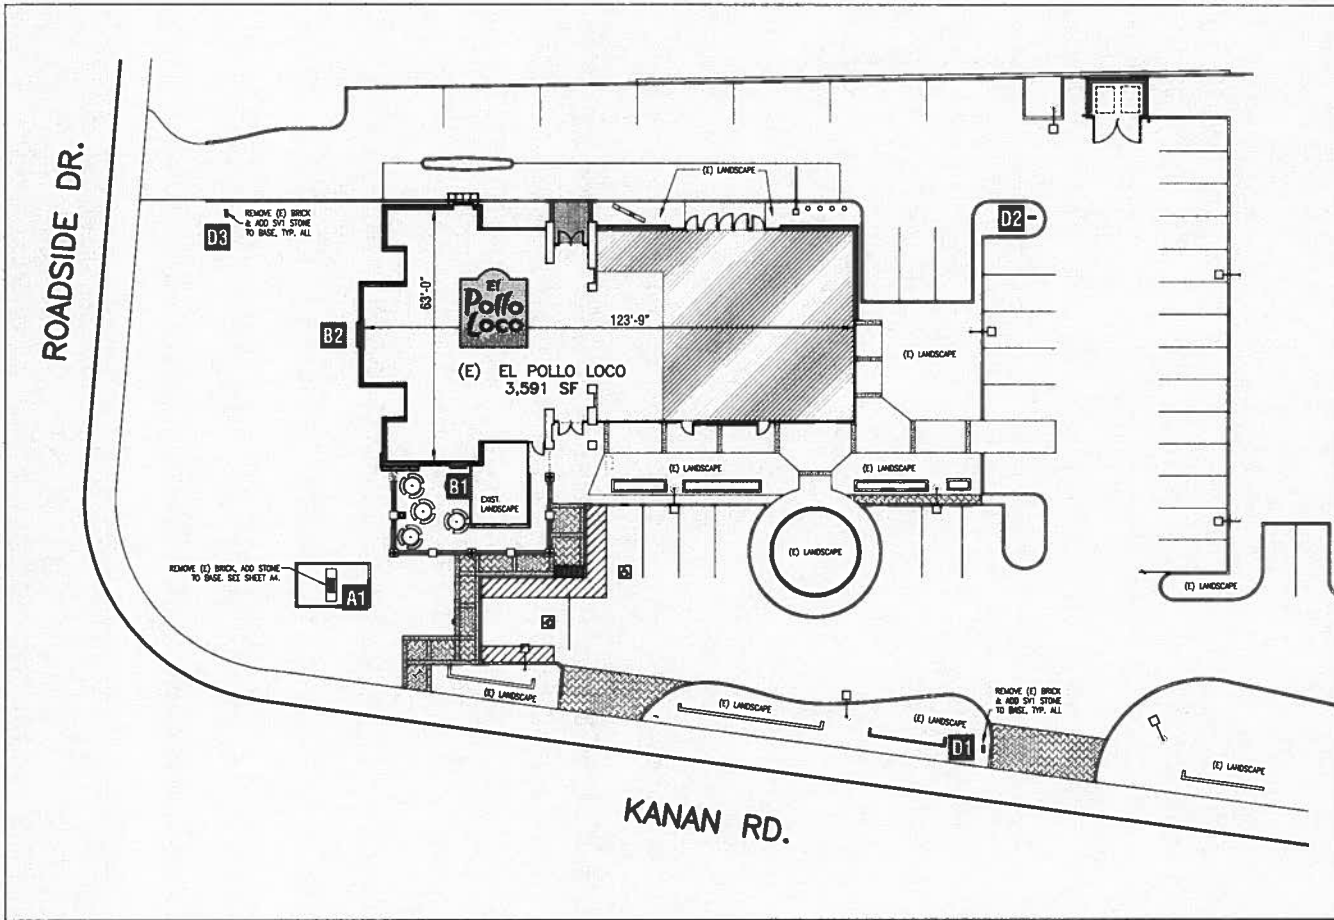 ROADSIDE DR.
(E) LANDSCAPE
D3
REMOVE (E) BRICK
& ADD SV1 STONE
TO BASE, TYP. ALL
D2
63'-0"
El
Pollo
Loco
B2
123'-9"
(E) LANDSCAPE
(E) EL POLLO LOCO
3,591 SF
(E) LANDSCAPE
(E) LANDSCAPE
B1
EXIST.
LANDSCAPE
(E) LANDSCAPE
REMOVE (E) BRICK, ADD STONE
TO BASE. SEE SHEET A4.
A1
(E) LANDSCAPE
(E) LANDSCAPE
(E) LANDSCAPE
(E) LANDSCAPE
REMOVE (E) BRICK
& ADD SV1 STONE
TO BASE, TYP. ALL
D1
(E) LANDSCAPE
KANAN RD.